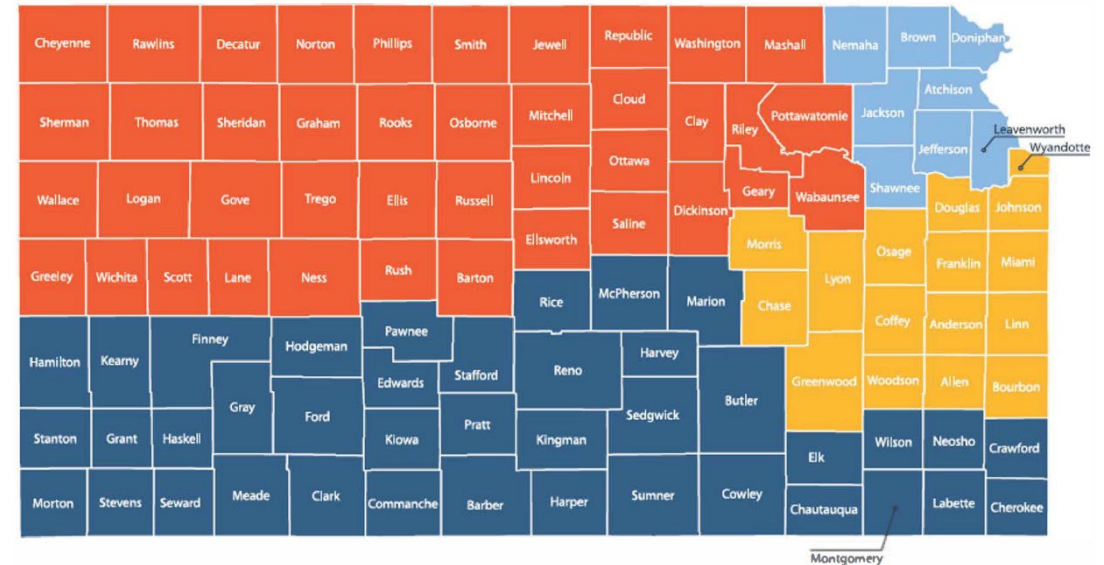 Cheyenne Rawlins Decatur Norton Phillips Smith Jewell Republic Washington Mashall Nemaha Brown Doniphan
Sherman Thomas Sheridan Graham Rooks Osborne Mitchell Cloud Clay Riley Pottawatomie Jackson Atchison
Leavenworth
Wyandotte
Ottawa Jefferson
Wallace Logan Gove Trego Ellis Russell Lincoln Saline Dickinson Geary Wabaunsee Shawnee Douglas Johnson
Ellsworth Morris Osage
Greeley Wichita Scott Lane Ness Rush Barton Rice McPherson Marion Chase Lyon Franklin Miami
Hamilton Kearny Finney Hodgeman Pawnee Stafford Reno Harvey Coffey Anderson Linn
Edwards Butler Greenwood Woodson Allen Bourbon
Gray Ford Sedgwick
Stanton Grant Haskell Kiowa Pratt Kingman Elk Wilson Neosho Crawford
Morton Stevens Seward Meade Clark Commanche Barber Harper Sumner Cowley Chautauqua Labette Cherokee
Montgomery